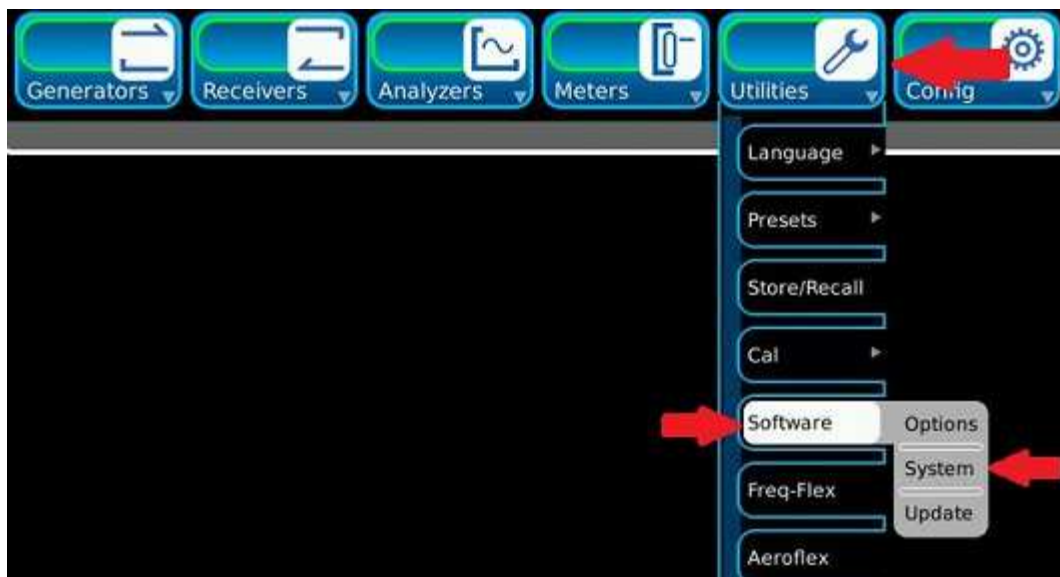 Generators
Receivers
Analyzers
Meters
Utilities
Config
Language
Presets
Store/Recall
Cal
Software
Options
System
Update
Freq-Flex
Aeroflex